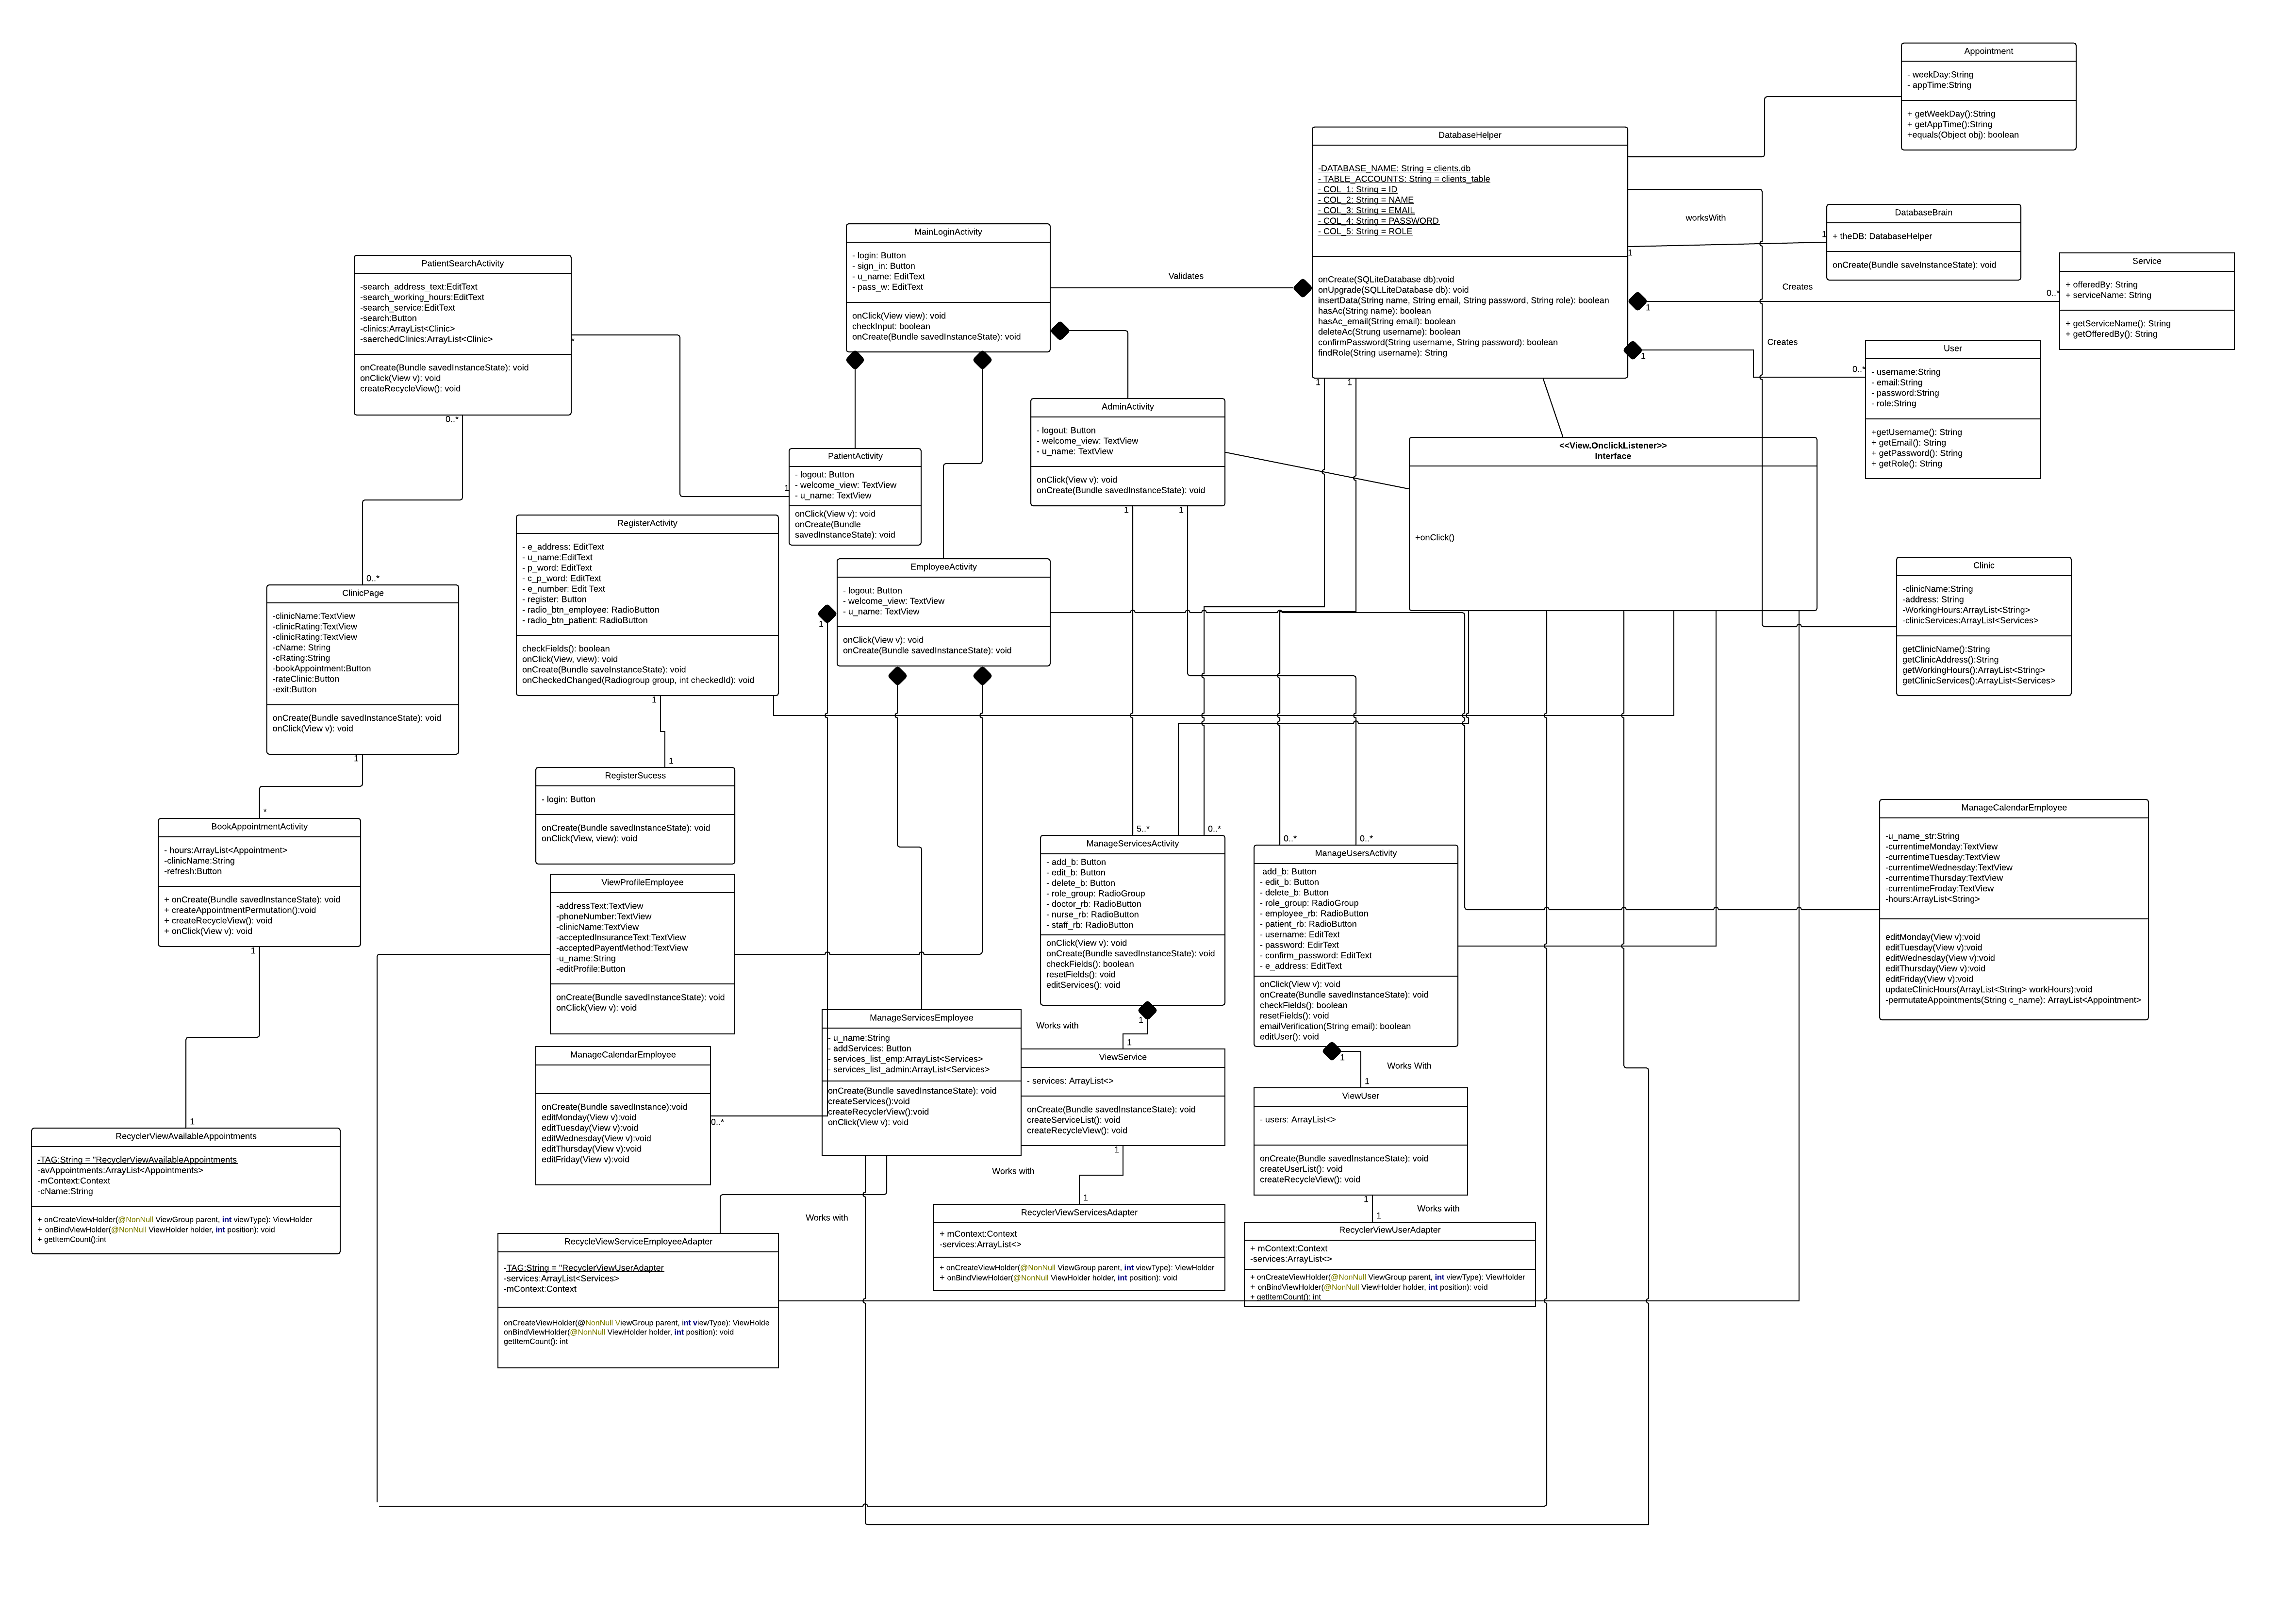 Appointment
- weekDay:String
- appTime:String
+ getWeekDay():String
+ getAppTime():String
+equals(Object obj): boolean
DatabaseHelper
-DATABASE_NAME: String = clients.db
- TABLE_ACCOUNTS: String = clients_table
- COL_1: String = ID
- COL_2: String = NAME
- COL_3: String = EMAIL
- COL_4: String = PASSWORD
- COL_5: String = ROLE
onCreate(SQLiteDatabase db):void
onUpgrade(SQLLiteDatabase db): void
insertData(String name, String email, String password, String role): boolean
hasAc(String name): boolean
hasAc_email(String email): boolean
deleteAc(Strung username): boolean
confirmPassword(String username, String password): boolean
findRole(String username): String
1
1
1
1
1
worksWith
1
DatabaseBrain
+ theDB: DatabaseHelper
onCreate(Bundle saveInstanceState): void
Creates
0..*
Service
+ offeredBy: String
+ serviceName: String
+ getServiceName(): String
+ getOfferedBy(): String
Creates
0..*
User
- username:String
- email:String
- password:String
- role:String
+getUsername(): String
+ getEmail(): String
+ getPassword(): String
+ getRole(): String
MainLoginActivity
- login: Button
- sign_in: Button
- u_name: EditText
- pass_w: EditText
onClick(View view): void
checkInput: boolean
onCreate(Bundle savedInstanceState): void
Validates
PatientSearchActivity
-search_address_text:EditText
-search_working_hours:EditText
-search_service:EditText
-search:Button
-clinics:ArrayList<Clinic>
-saerchedClinics:ArrayList<Clinic>
onCreate(Bundle savedInstanceState): void
onClick(View v): void
createRecycleView(): void
*
0..*
AdminActivity
- logout: Button
- welcome_view: TextView
- u_name: TextView
onClick(View v): void
onCreate(Bundle savedInstanceState): void
1
1
<<View.OnclickListener>>
Interface
+onClick()
PatientActivity
- logout: Button
- welcome_view: TextView
- u_name: TextView
onClick(View v): void
onCreate(Bundle
savedInstanceState): void
1
RegisterActivity
- e_address: EditText
- u_name:EditText
- p_word: EditText
- c_p_word: EditText
- e_number: Edit Text
- register: Button
- radio_btn_employee: RadioButton
- radio_btn_patient: RadioButton
checkFields(): boolean
onClick(View, view): void
onCreate(Bundle saveInstanceState): void
onCheckedChanged(Radiogroup group, int checkedId): void
1
EmployeeActivity
- logout: Button
- welcome_view: TextView
- u_name: TextView
onClick(View v): void
onCreate(Bundle savedInstanceState): void
1
Clinic
-clinicName:String
-address: String
-WorkingHours:ArrayList<String>
-clinicServices:ArrayList<Services>
getClinicName():String
getClinicAddress():String
getWorkingHours():ArrayList<String>
getClinicServices():ArrayList<Services>
0..*
ClinicPage
-clinicName:TextView
-clinicRating:TextView
-clinicRating:TextView
-cName: String
-cRating:String
-bookAppointment:Button
-rateClinic:Button
-exit:Button
onCreate(Bundle savedInstanceState): void
onClick(View v): void
1
1
RegisterSucess
- login: Button
onCreate(Bundle savedInstanceState): void
onClick(View, view): void
*
BookAppointmentActivity
- hours:ArrayList<Appointment>
-clinicName:String
-refresh:Button
+ onCreate(Bundle savedInstanceState): void
+ createAppointmentPermutation():void
+ createRecycleView(): void
+ onClick(View v): void
1
ViewProfileEmployee
-addressText:TextView
-phoneNumber:TextView
-clinicName:TextView
-acceptedInsuranceText:TextView
-acceptedPayentMethod:TextView
-u_name:String
-editProfile:Button
onCreate(Bundle savedInstanceState): void
onClick(View v): void
5..*
0..*
ManageServicesActivity
- add_b: Button
- edit_b: Button
- delete_b: Button
- role_group: RadioGroup
- doctor_rb: RadioButton
- nurse_rb: RadioButton
- staff_rb: RadioButton
onClick(View v): void
onCreate(Bundle savedInstanceState): void
checkFields(): boolean
resetFields(): void
editServices(): void
1
0..*
0..*
ManageUsersActivity
add_b: Button
- edit_b: Button
- delete_b: Button
- role_group: RadioGroup
- employee_rb: RadioButton
- patient_rb: RadioButton
- username: EditText
- password: EdirText
- confirm_password: EditText
- e_address: EditText
onClick(View v): void
onCreate(Bundle savedInstanceState): void
checkFields(): boolean
resetFields(): void
emailVerification(String email): boolean
editUser(): void
1
ManageCalendarEmployee
-u_name_str:String
-currentimeMonday:TextView
-currentimeTuesday:TextView
-currentimeWednesday:TextView
-currentimeThursday:TextView
-currentimeFroday:TextView
-hours:ArrayList<String>
editMonday(View v):void
editTuesday(View v):void
editWednesday(View v):void
editThursday(View v):void
editFriday(View v):void
updateClinicHours(ArrayList<String> workHours):void
-permutateAppointments(String c_name): ArrayList<Appointment>
ManageServicesEmployee
- u_name:String
- addServices: Button
- services_list_emp:ArrayList<Services>
- services_list_admin:ArrayList<Services>
onCreate(Bundle savedInstanceState): void
createServices():void
createRecyclerView():void
onClick(View v): void
Works with
1
ViewService
- services: ArrayList<>
onCreate(Bundle savedInstanceState): void
createServiceList(): void
createRecycleView(): void
1
Works With
1
ViewUser
- users: ArrayList<>
onCreate(Bundle savedInstanceState): void
createUserList(): void
createRecycleView(): void
1
ManageCalendarEmployee
onCreate(Bundle savedInstance):void
editMonday(View v):void
editTuesday(View v):void
editWednesday(View v):void
editThursday(View v):void
editFriday(View v):void
0..*
1
RecyclerViewAvailableAppointments
-TAG:String = "RecyclerViewAvailableAppointments
-avAppointments:ArrayList<Appointments>
-mContext:Context
-cName:String
+ onCreateViewHolder(@NonNull ViewGroup parent, int viewType): ViewHolder
+ onBindViewHolder(@NonNull ViewHolder holder, int position): void
+ getItemCount():int
Works with
RecycleViewServiceEmployeeAdapter
-TAG:String = "RecyclerViewUserAdapter
-services:ArrayList<Services>
-mContext:Context
onCreateViewHolder(@NonNull ViewGroup parent, int viewType): ViewHolde
onBindViewHolder(@NonNull ViewHolder holder, int position): void
getItemCount(): int
Works with
1
RecyclerViewServicesAdapter
+ mContext:Context
-services:ArrayList<>
+ onCreateViewHolder(@NonNull ViewGroup parent, int viewType): ViewHolder
+ onBindViewHolder(@NonNull ViewHolder holder, int position): void
Works with
1
RecyclerViewUserAdapter
+ mContext:Context
-services:ArrayList<>
+ onCreateViewHolder(@NonNull ViewGroup parent, int viewType): ViewHolder
+ onBindViewHolder(@NonNull ViewHolder holder, int position): void
+ getItemCount(): int